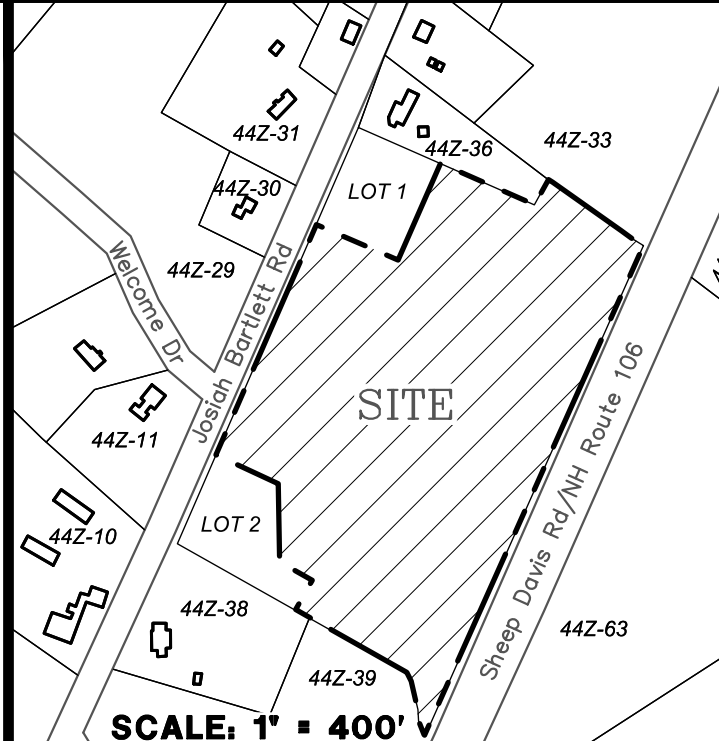 44Z-31
44Z-36
44Z-33
44Z-30
LOT 1
44Z-29
Welcome Dr
Josiah Bartlett Rd
SITE
44Z-11
LOT 2
44Z-10
Sheep Davis Rd/NH Route 106
44Z-38
44Z-63
44Z-39
SCALE: 1" = 400'